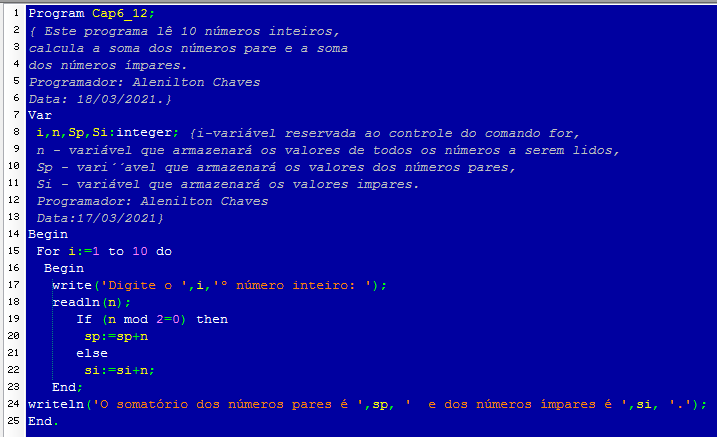 1 Program Cap6_12;
2 { Este programa lê 10 números inteiros,
3 calcula a soma dos números pare e a soma
4 dos números ímpares.
5 Programador: Alenilton Chaves
6 Data: 18/03/2021.}
7 Var
8 i,n,Sp,Si:integer; {i-variável reservada ao controle do comando for,
9 n - variável que armazenará os valores de todos os números a serem lidos,
10 Sp - vari´´avel que armazenará os valores dos números pares,
11 Si - variável que armazenará os valores impares.
12 Programador: Alenilton Chaves
13 Data:17/03/2021}
14 Begin
15 For i:=1 to 10 do
16 Begin
17 write('Digite o ',i,'º número inteiro: ');
18 readln(n);
19 If (n mod 2=0) then
20 sp:=sp+n
21 else
22 si:=si+n;
23 End;
24 writeln('O somatório dos números pares é ',sp, '  e dos números ímpares é ',si, '.');
25 End.